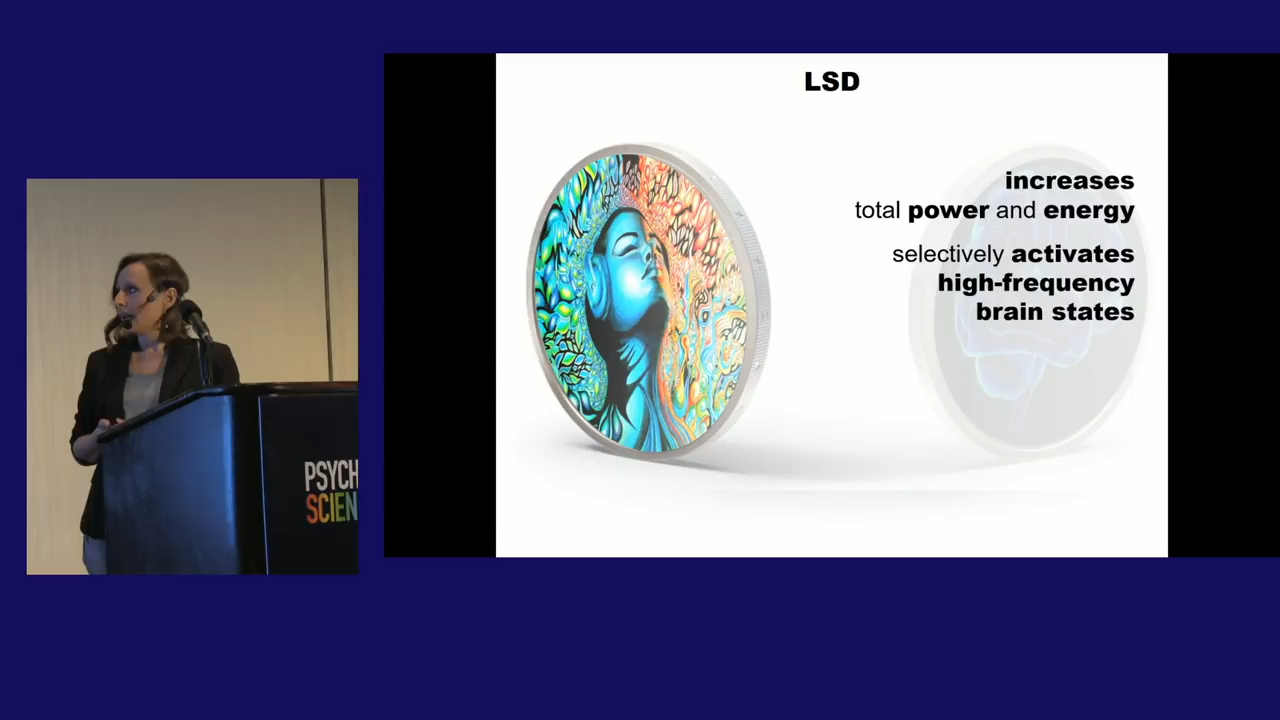 LSD
increases
total power and energy
selectively activates
high-frequency
brain states
PSYCH
SCIEN